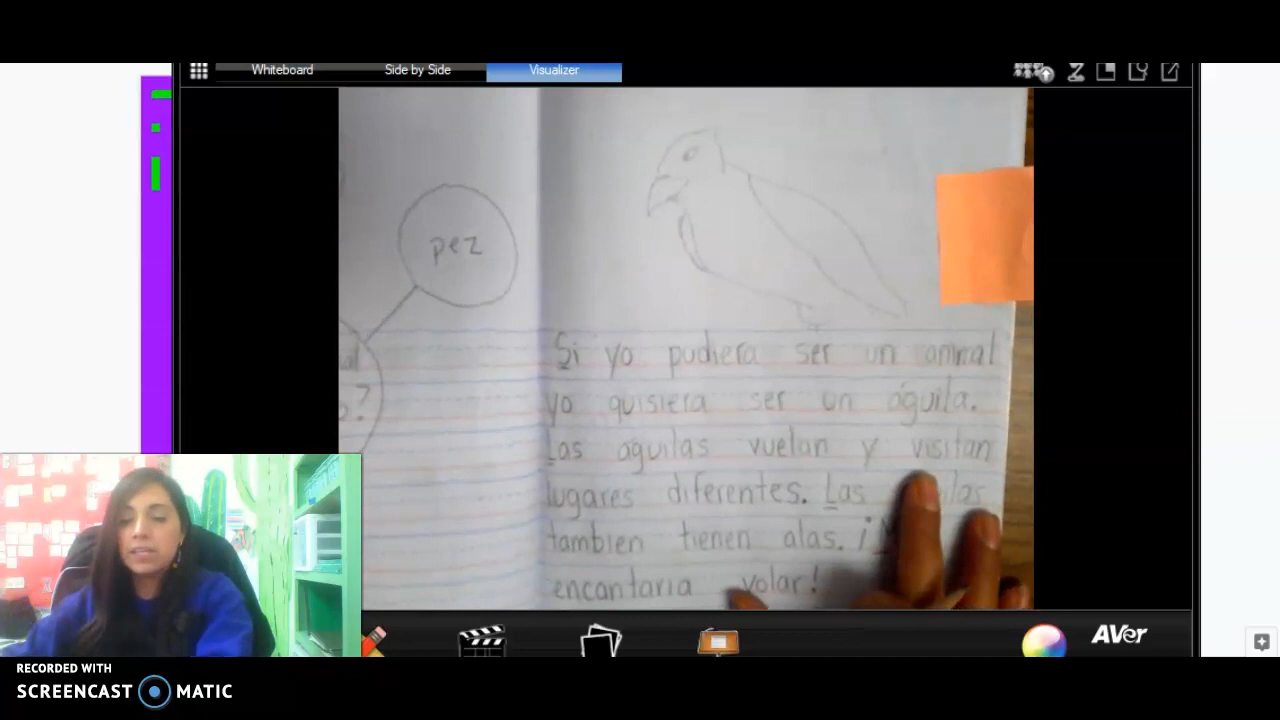 Whiteboard Side by Side Visualizer
pez
al
o?
Si yo pudiera ser un animal
yo quisiera ser un águila.
Las aguilas vuelan y visitan
lugares diferentes. Las
tambien tienen alas. ¡
encantaria volar!
AVer
RECORDED WITH
SCREENCAST MATIC